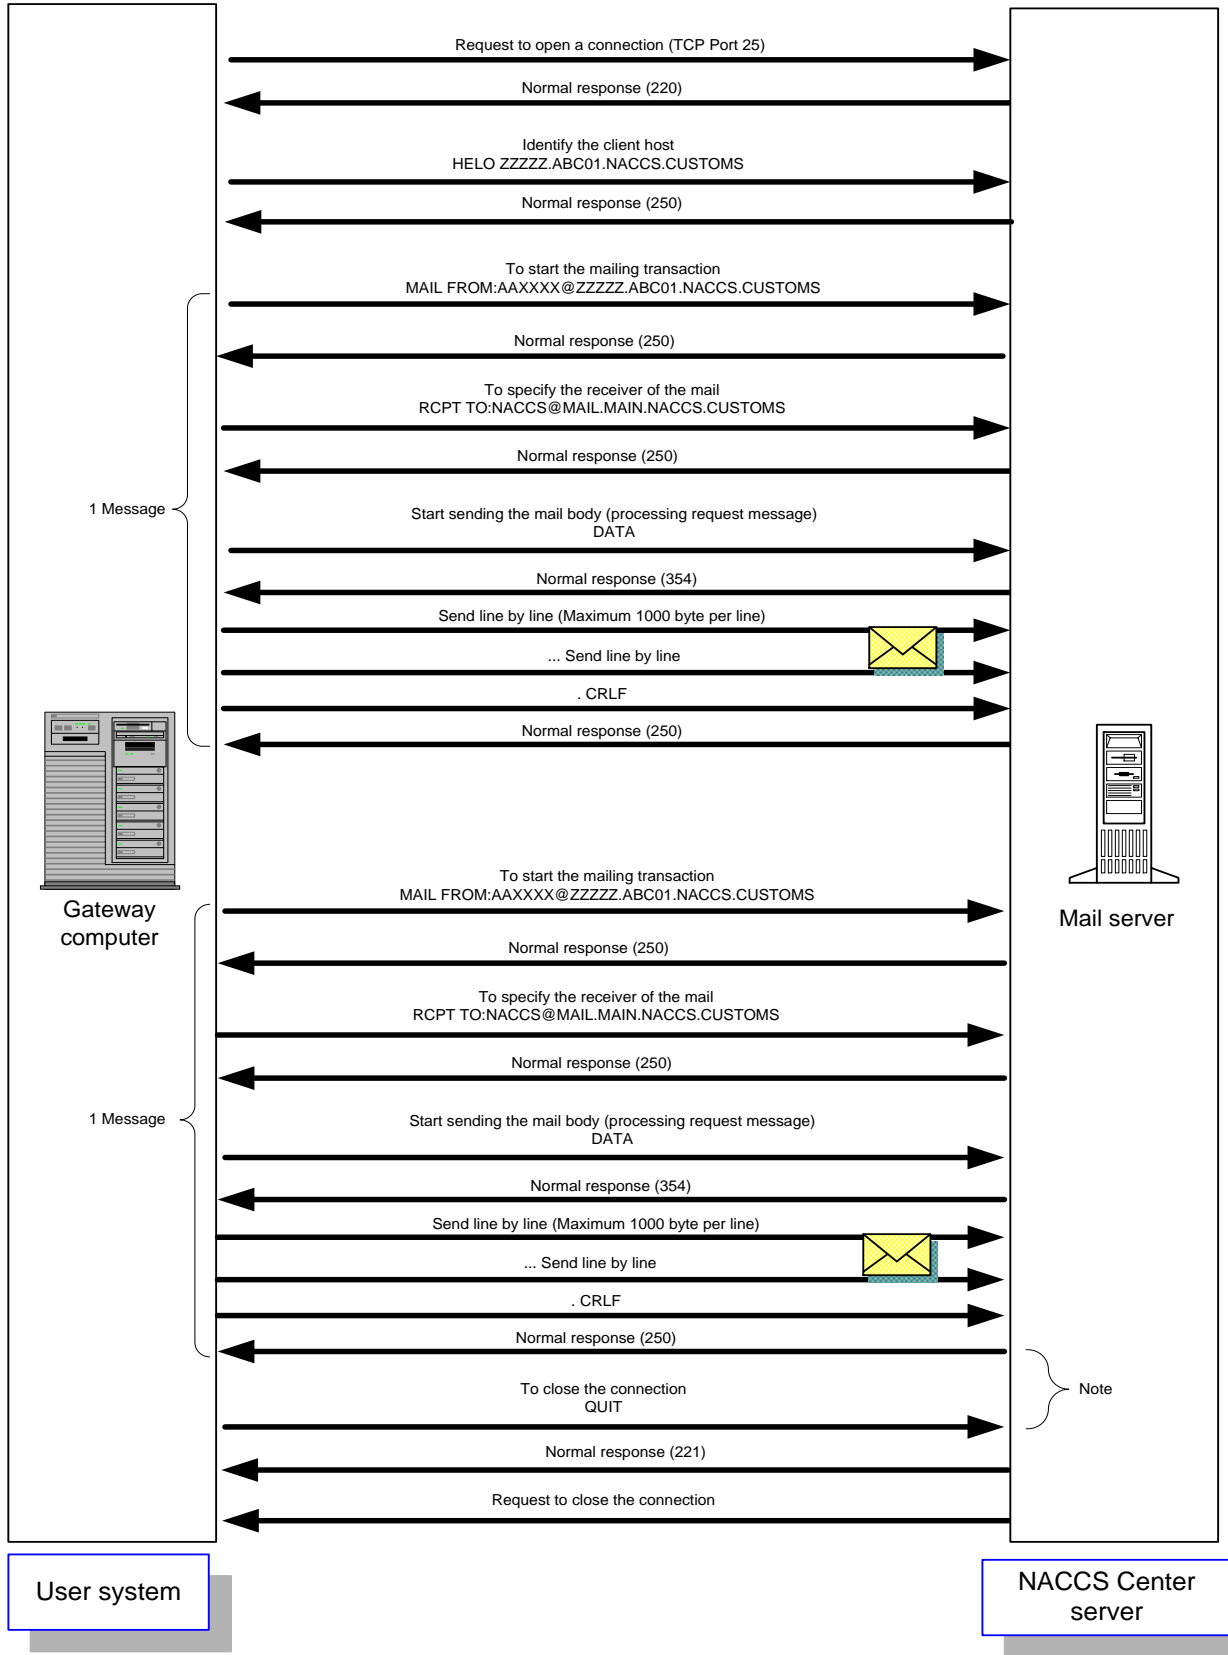 Request to open a connection (TCP Port 25)
Normal response (220)
Identify the client host
HELO ZZZZZ.ABC01.NACCS.CUSTOMS
Normal response (250)
To start the mailing transaction
MAIL FROM:AAXXXX@ZZZZZ.ABC01.NACCS.CUSTOMS
Normal response (250)
To specify the receiver of the mail
RCPT TO:NACCS@MAIL.MAIN.NACCS.CUSTOMS
Normal response (250)
1 Message
Start sending the mail body (processing request message)
DATA
Normal response (354)
Send line by line (Maximum 1000 byte per line)
... Send line by line
. CRLF
Normal response (250)
Gateway
computer
Mail server
To start the mailing transaction
MAIL FROM:AAXXXX@ZZZZZ.ABC01.NACCS.CUSTOMS
Normal response (250)
To specify the receiver of the mail
RCPT TO:NACCS@MAIL.MAIN.NACCS.CUSTOMS
Normal response (250)
1 Message
Start sending the mail body (processing request message)
DATA
Normal response (354)
Send line by line (Maximum 1000 byte per line)
... Send line by line
. CRLF
Normal response (250)
To close the connection
QUIT
Note
Normal response (221)
Request to close the connection
User system
NACCS Center
server